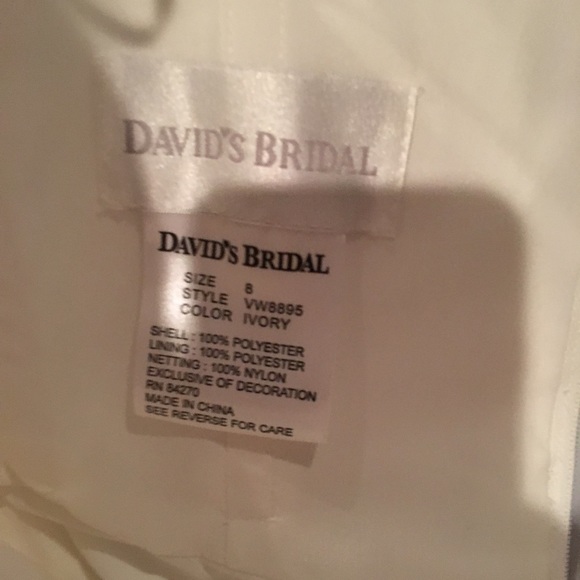 DAVID'S BRIDAL
DAVID'S BRIDAL
SIZE 8
STYLE VW8895
COLOR IVORY
SHELL : 100% POLYESTER
LINING : 100% POLYESTER
NETTING : 100% NYLON
EXCLUSIVE OF DECORATION
RN 84270
MADE IN CHINA
SEE REVERSE FOR CARE